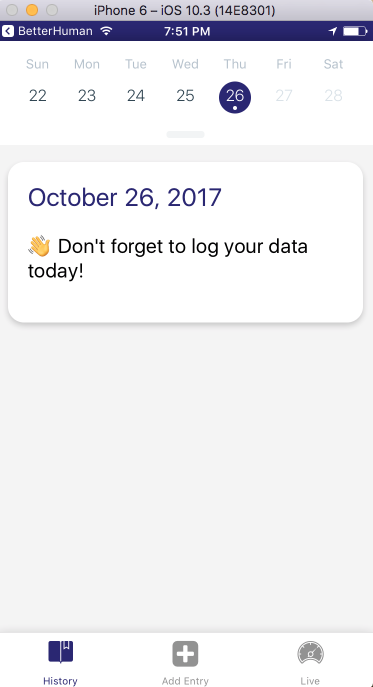 iPhone 6 – iOS 10.3 (14E8301)
BetterHuman 7:51 PM
Sun Mon Tue Wed Thu Fri Sat
22 23 24 25 26 27 28
October 26, 2017
👋 Don't forget to log your data
today!
History Add Entry Live